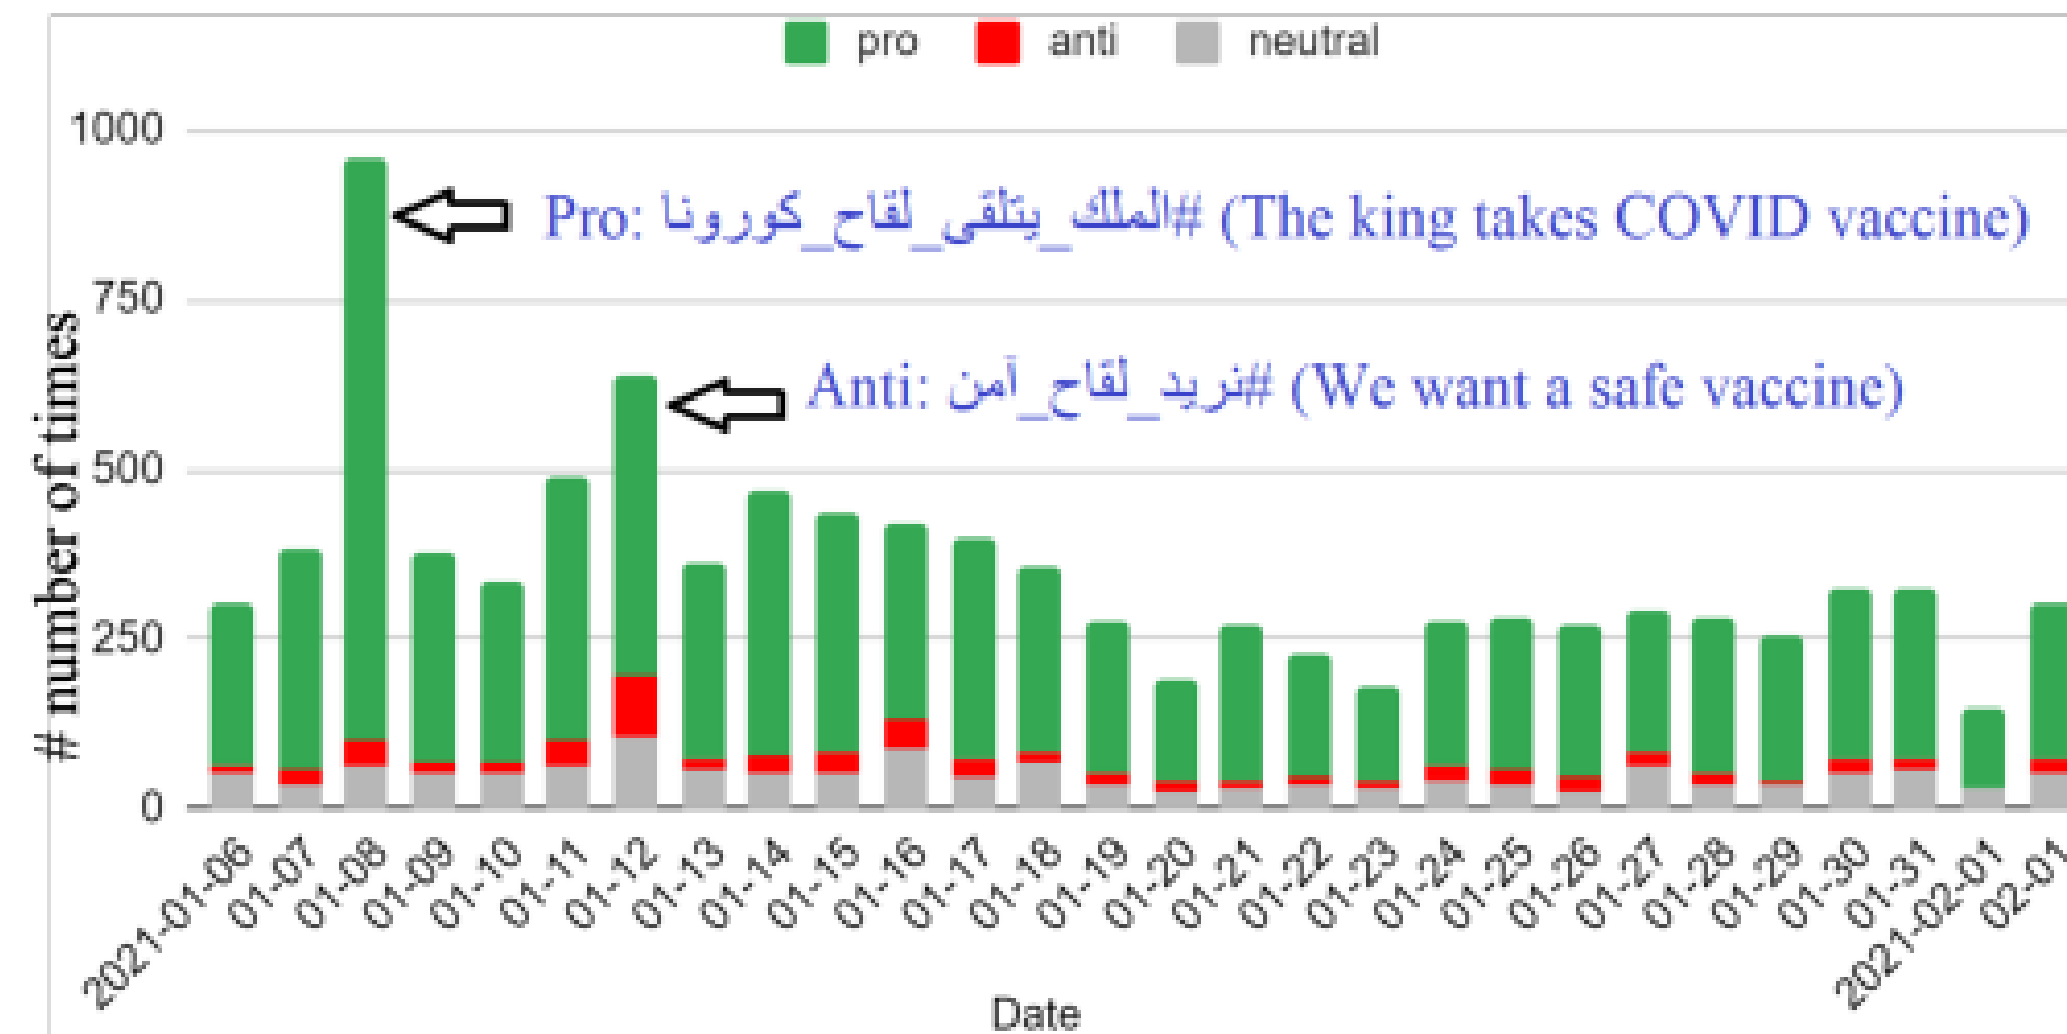 pro anti neutral
1000
Pro: #الملك_يتلقى_لقاح_كورونا (The king takes COVID vaccine)
750
Anti: #نريد_لقاح_آمن (We want a safe vaccine)
500
250
0
# number of times
2021-01-06 01-07 01-08 01-09 01-10 01-11 01-12 01-13 01-14 01-15 01-16 01-17 01-18 01-19 01-20 01-21 01-22 01-23 01-24 01-25 01-26 01-27 01-28 01-29 01-30 01-31 2021-02-01 02-01
Date